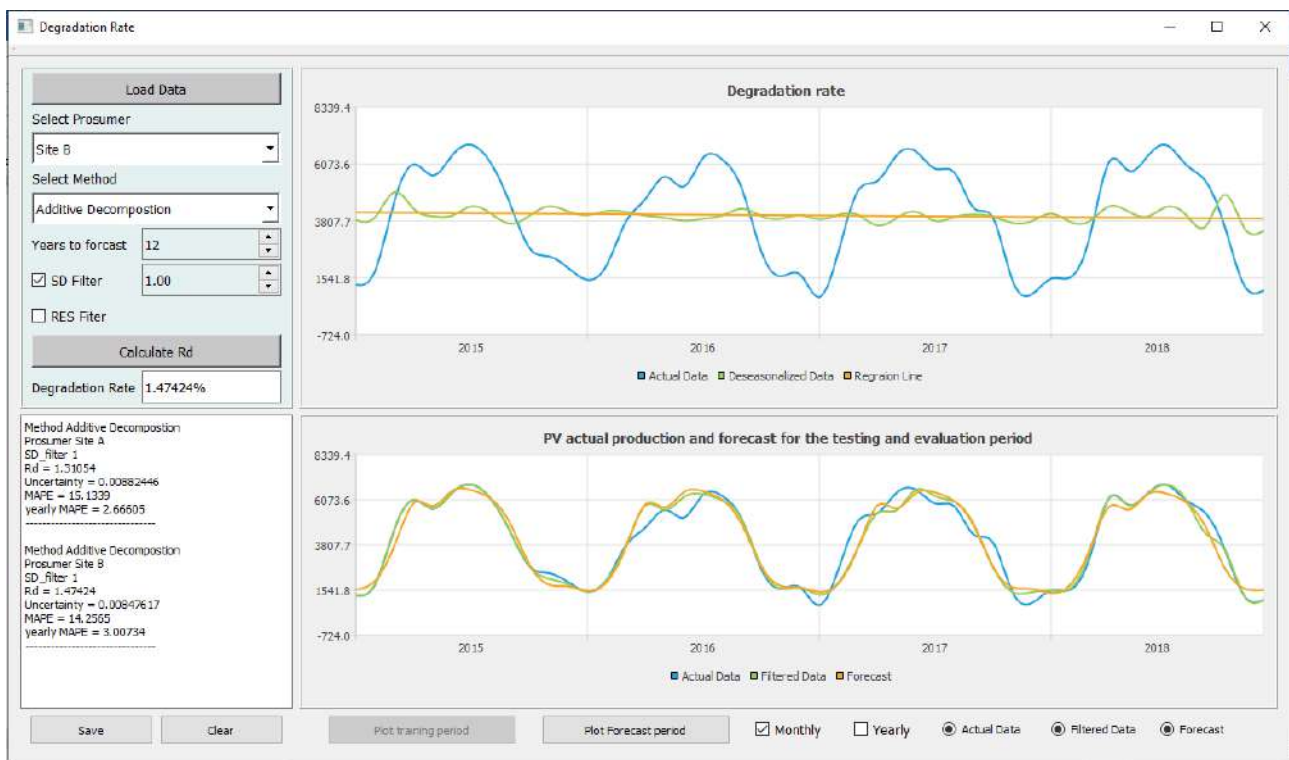 Degradation Rate
Load Data
Select Prosumer
Site B
Select Method
Additive Decompostion
Years to forcast 12
SD Filter 1.00
RES Fiter
Calculate Rd
Degradation Rate 1.47424%
Method Additive Decompostion
Prosumer Site A
SD_filter 1
Rd = 1.31054
Uncertainty = 0.00882446
MAPE = 15.1339
yearly MAPE = 2.66605
--------------------------------
Method Additive Decompostion
Prosumer Site B
SD_filter 1
Rd = 1.47424
Uncertainty = 0.00847617
MAPE = 14.2565
yearly MAPE = 3.00734
--------------------------------
Save Clear
Degradation rate
8339.4
6073.6
3807.7
1541.8
-724.0
2015 2016 2017 2018
Actual Data Deseasonalized Data Regraion Line
PV actual production and forecast for the testing and evaluation period
8339.4
6073.6
3807.7
1541.8
-724.0
2015 2016 2017 2018
Actual Data Filtered Data Forecast
Plot traning period Plot Forecast period Monthly Yearly Actual Data Filtered Data Forecast